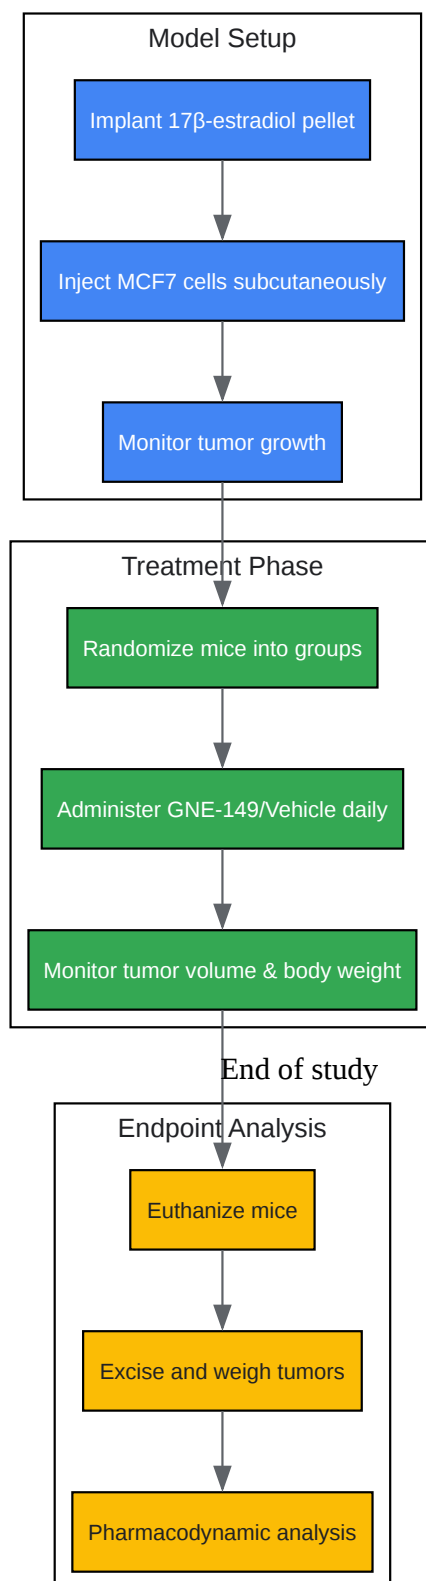 Model Setup
Implant 17β-estradiol pellet
Inject MCF7 cells subcutaneously
Monitor tumor growth
Treatment Phase
Randomize mice into groups
Administer GNE-149/Vehicle daily
Monitor tumor volume & body weight
End of study
Endpoint Analysis
Euthanize mice
Excise and weigh tumors
Pharmacodynamic analysis